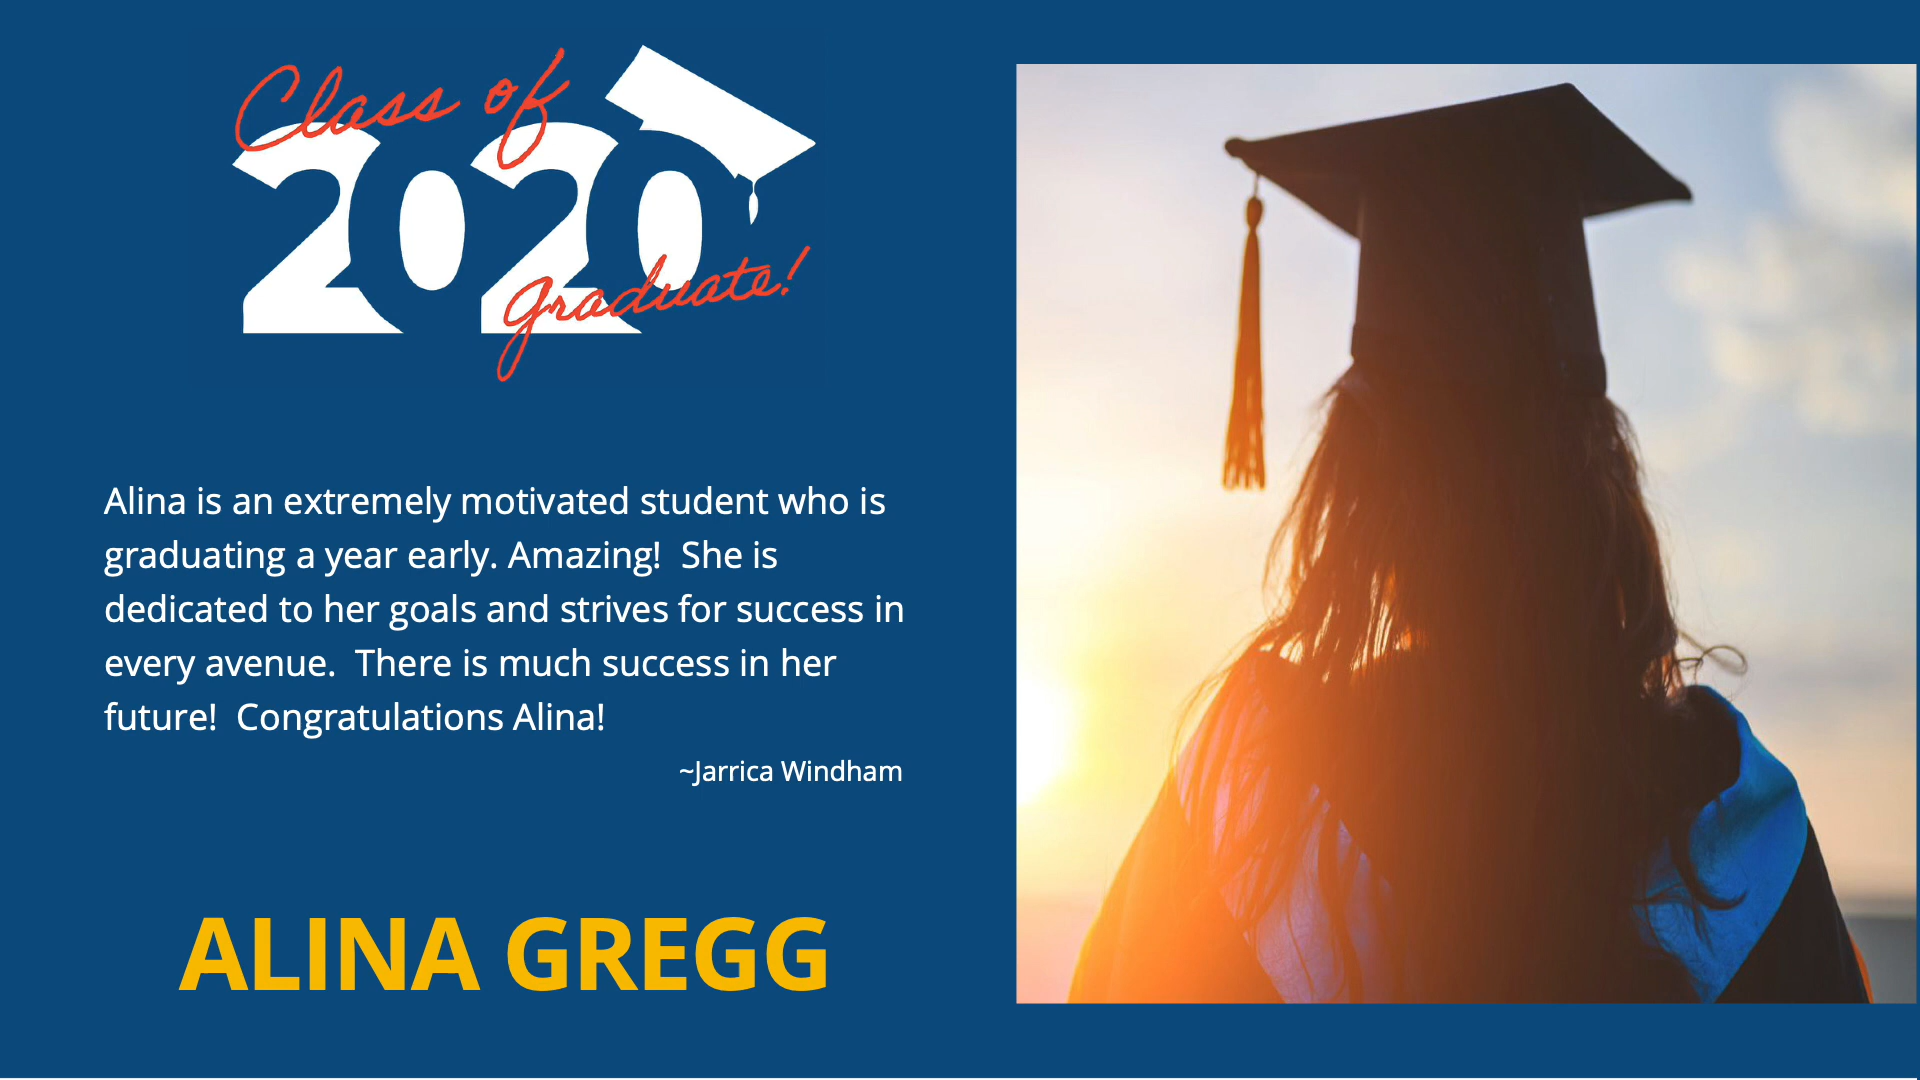 Class of
2020
graduate!
Alina is an extremely motivated student who is
graduating a year early. Amazing!  She is
dedicated to her goals and strives for success in
every avenue.  There is much success in her
future!  Congratulations Alina!
~Jarrica Windham
ALINA GREGG